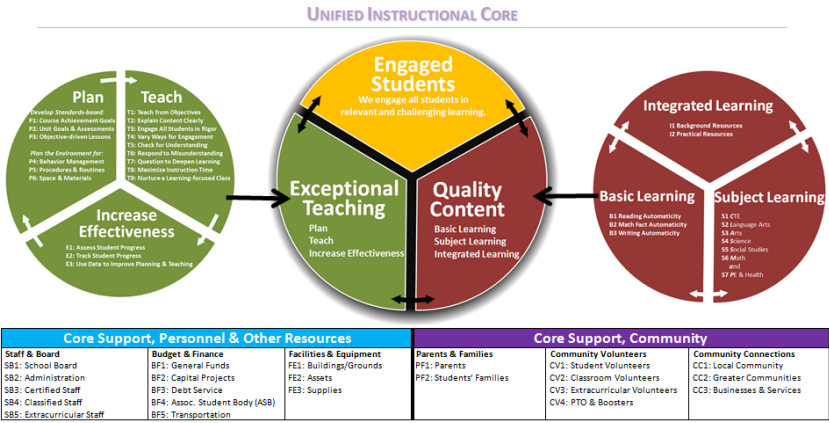 Unified Instructional Core
Plan
Develop Standards-based:
P1: Course Achievement Goals
P2: Unit Goals & Assessments
P3: Objective-driven Lessons
Plan the Environment for:
P4: Behavior Management
P5: Procedures & Routines
P6: Space & Materials
Teach
T1: Teach from Objectives
T2: Explain Content Clearly
T3: Engage All Students in Rigor
T4: Vary Ways for Engagement
T5: Check for Understanding
T6: Respond to Misunderstanding
T7: Question to Deepen Learning
T8: Maximize Instruction Time
T9: Nurture a Learning-focused Class
Increase
Effectiveness
E1: Assess Student Progress
E2: Track Student Progress
E3: Use Data to Improve Planning & Teaching
Engaged
Students
We engage all students in
relevant and challenging learning.
Exceptional
Teaching
Plan
Teach
Increase Effectiveness
Quality
Content
Basic Learning
Subject Learning
Integrated Learning
Integrated Learning
I1 Background Resources
I2 Practical Resources
Basic Learning
B1 Reading Automaticity
B2 Math Fact Automaticity
B3 Writing Automaticity
Subject Learning
S1 CTE
S2 Language Arts
S3 Arts
S4 Science
S5 Social Studies
S6 Math
and
S7 PE & Health
Core Support, Personnel & Other Resources
Staff & Board
SB1: School Board
SB2: Administration
SB3: Certified Staff
SB4: Classified Staff
SB5: Extracurricular Staff
Budget & Finance
BF1: General Funds
BF2: Capital Projects
BF3: Debt Service
BF4: Assoc. Student Body (ASB)
BF5: Transportation
Facilities & Equipment
FE1: Buildings/Grounds
FE2: Assets
FE3: Supplies
Core Support, Community
Parents & Families
PF1: Parents
PF2: Students' Families
Community Volunteers
CV1: Student Volunteers
CV2: Classroom Volunteers
CV3: Extracurricular Volunteers
CV4: PTO & Boosters
Community Connections
CC1: Local Community
CC2: Greater Communities
CC3: Businesses & Services